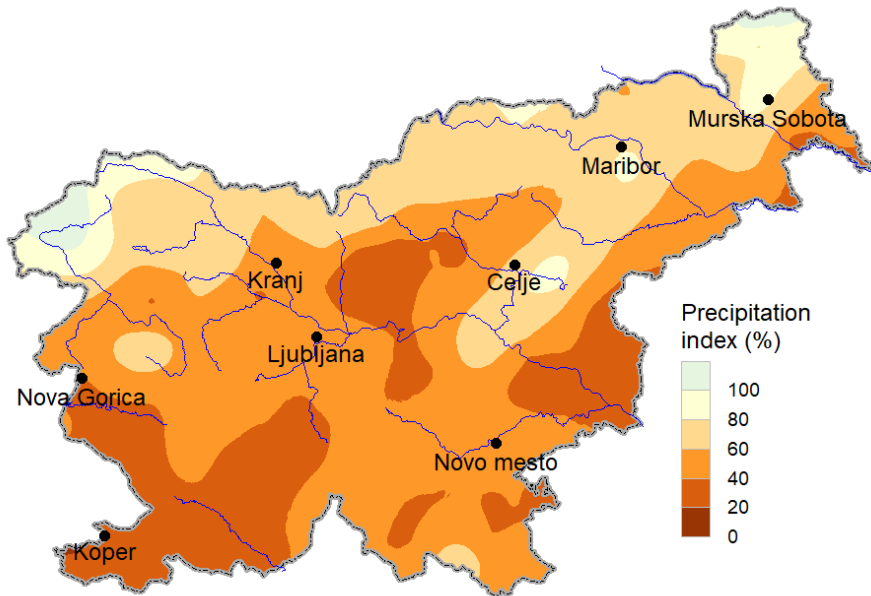 Murska Sobota
Maribor
Kranj
Celje
Ljubljana
Nova Gorica
Novo mesto
Koper
Precipitation
index (%)
100
80
60
40
20
0